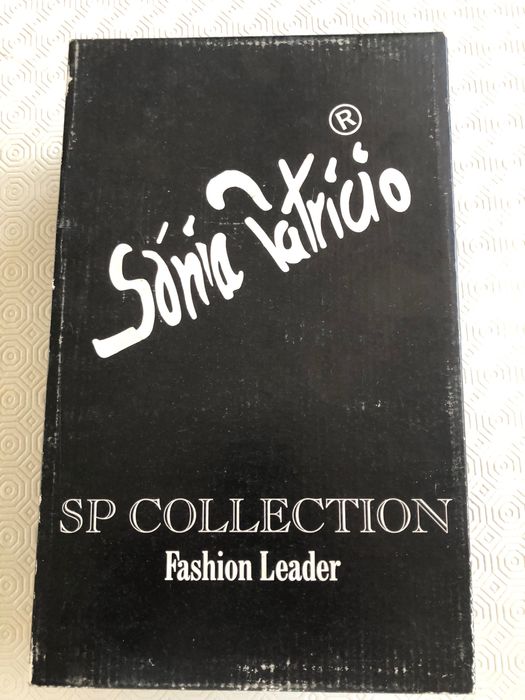 Sónia Patrício ®
SP COLLECTION
Fashion Leader